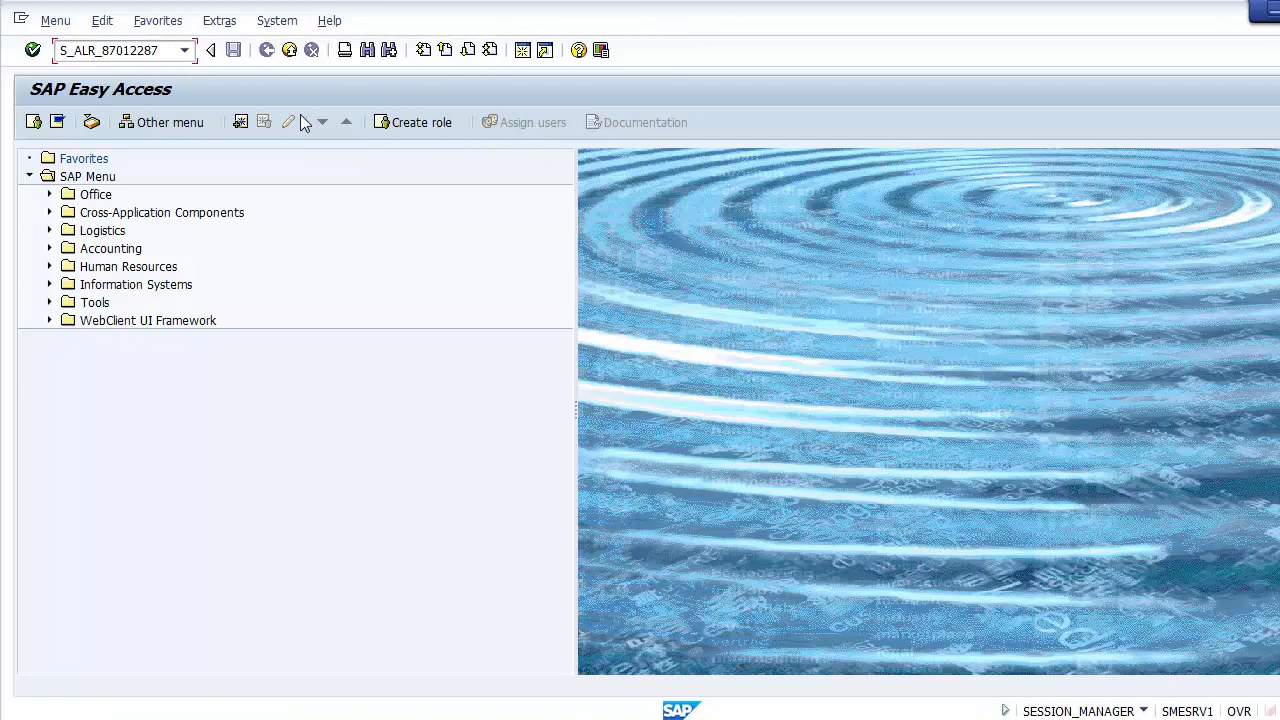 Menu Edit Favorites Extras System Help
S_ALR_87012287
SAP Easy Access
Other menu Create role Assign users Documentation
Favorites
SAP Menu
Office
Cross-Application Components
Logistics
Accounting
Human Resources
Information Systems
Tools
WebClient UI Framework
SAP SESSION_MANAGER SMESRV1 OVR